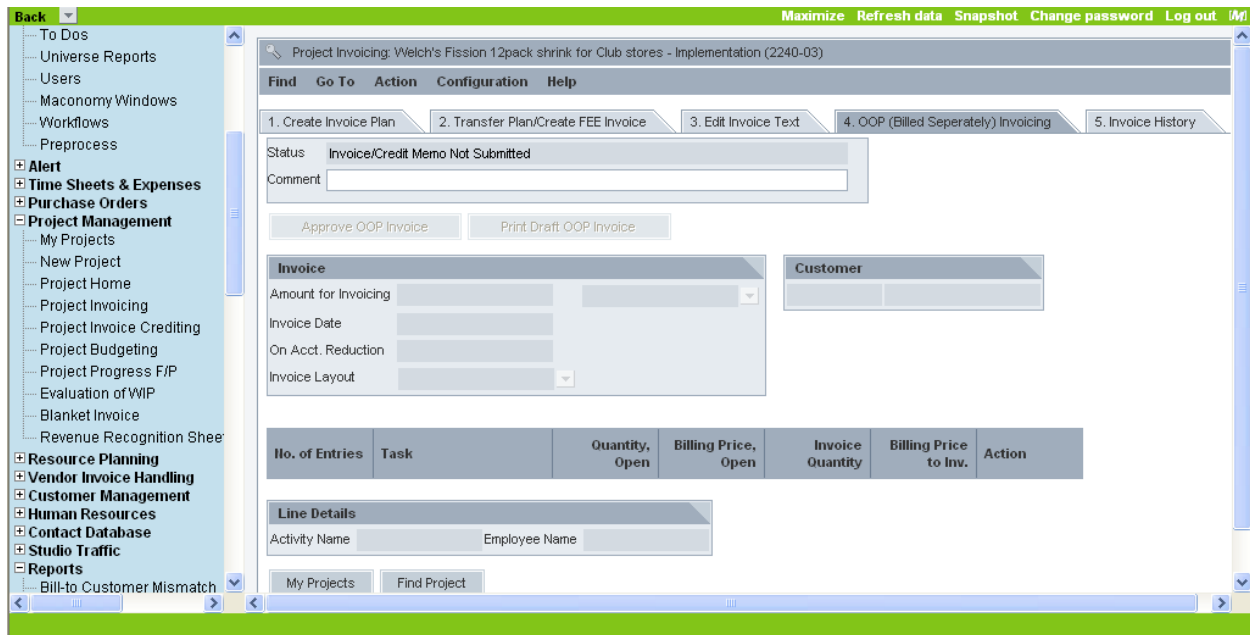 Back
Maximize Refresh data Snapshot Change password Log out [M]
To Dos
Universe Reports
Users
Maconomy Windows
Workflows
Preprocess
Alert
Time Sheets & Expenses
Purchase Orders
Project Management
My Projects
New Project
Project Home
Project Invoicing
Project Invoice Crediting
Project Budgeting
Project Progress F/P
Evaluation of WIP
Blanket Invoice
Revenue Recognition Shee
Resource Planning
Vendor Invoice Handling
Customer Management
Human Resources
Contact Database
Studio Traffic
Reports
Bill-to Customer Mismatch
Project Invoicing: Welch's Fission 12pack shrink for Club stores - Implementation (2240-03)
Find Go To Action Configuration Help
1. Create Invoice Plan 2. Transfer Plan/Create FEE Invoice 3. Edit Invoice Text 4. OOP (Billed Seperately) Invoicing 5. Invoice History
Status Invoice/Credit Memo Not Submitted
Comment
Approve OOP Invoice Print Draft OOP Invoice
Invoice Customer
Amount for Invoicing
Invoice Date
On Acct. Reduction
Invoice Layout
No. of Entries Task Quantity, Open Billing Price, Open Invoice Quantity Billing Price to Inv. Action
Line Details
Activity Name Employee Name
My Projects Find Project